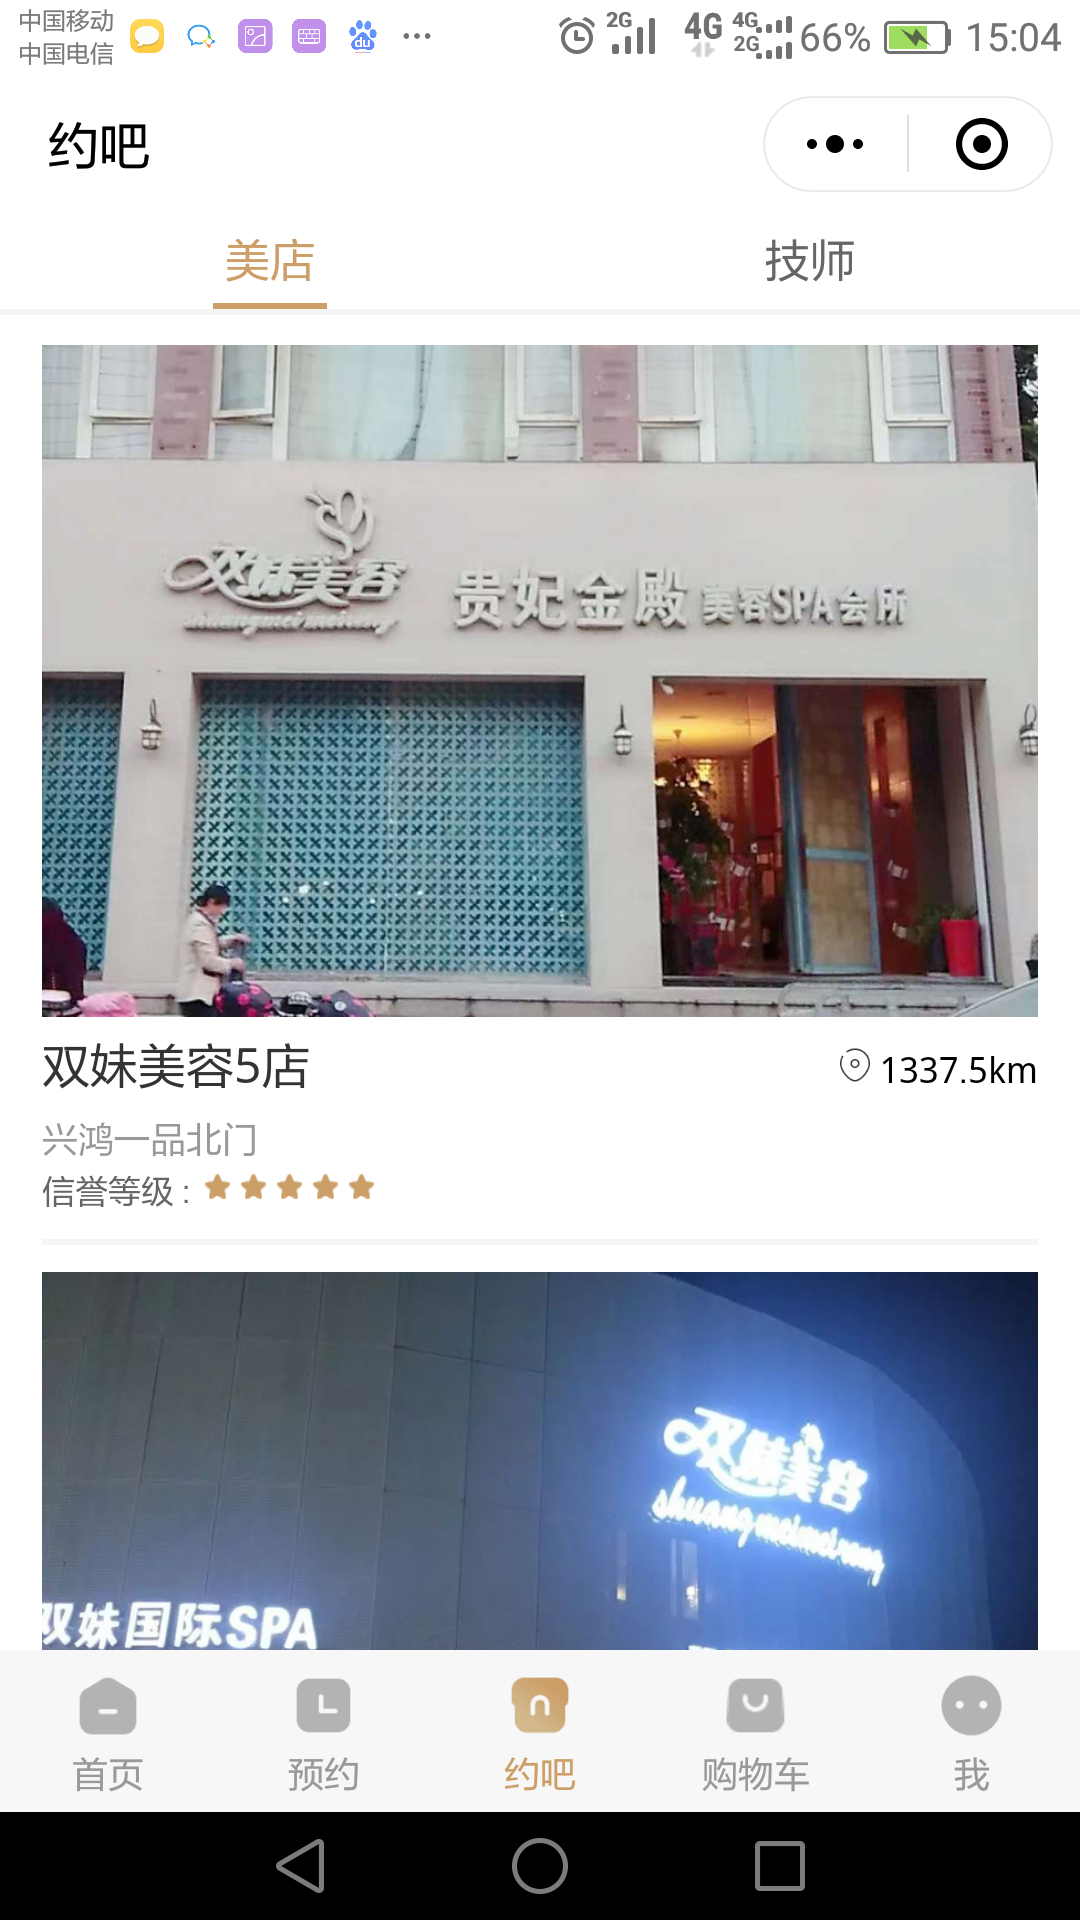 中国移动
中国电信
du
2G 4G 4G 2G 66% 15:04
约吧
美店 技师
双妹美容
shuangmeimeirong
贵妃金殿 美容SPA会所
双妹美容5店 1337.5km
兴鸿一品北门
信誉等级：
双妹美容
shuangmeimeirong
双妹国际SPA
首页 预约 约吧 购物车 我